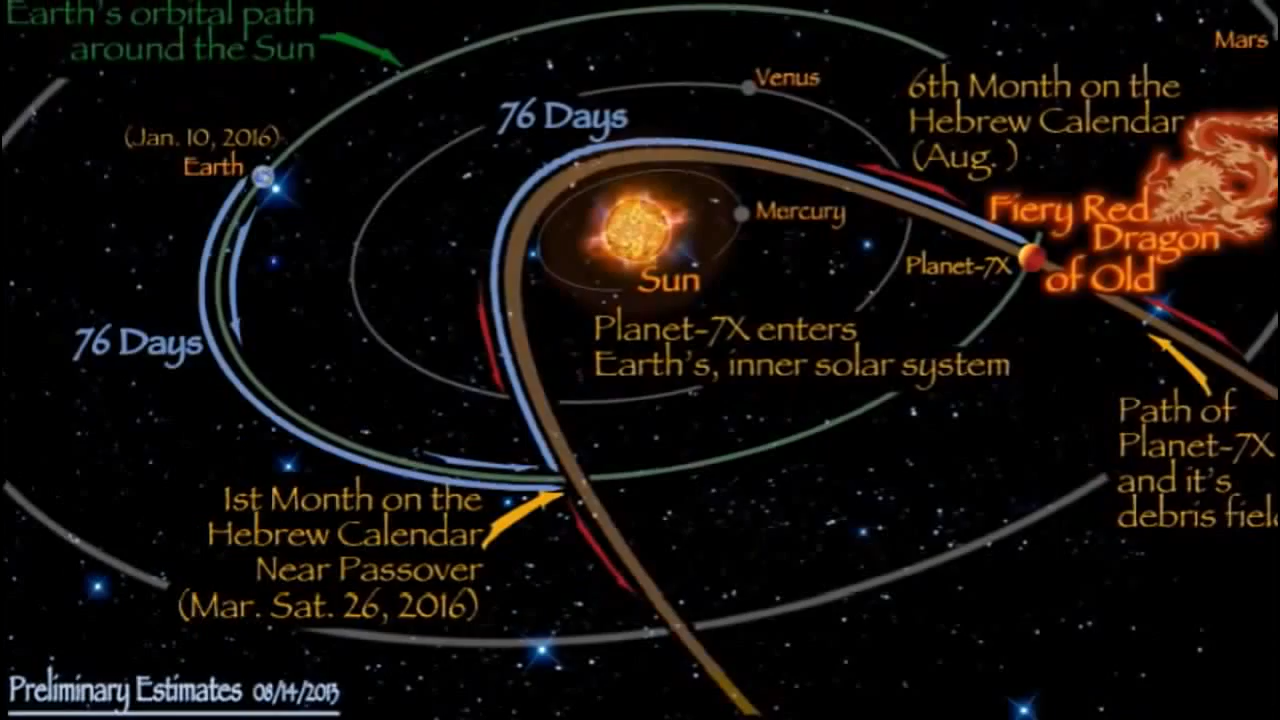 Earth's orbital path
around the Sun
Mars
Venus
76 Days
6th Month on the
Hebrew Calendar
(Aug. )
(Jan. 10, 2016)
Earth
Mercury
Fiery Red
Dragon
of Old
Planet-7X
Sun
Planet-7X enters
Earth's, inner solar system
76 Days
Path of
Planet-7X
and it's
debris fiel
1st Month on the
Hebrew Calendar
Near Passover
(Mar. Sat. 26, 2016)
Preliminary Estimates 08/14/2013